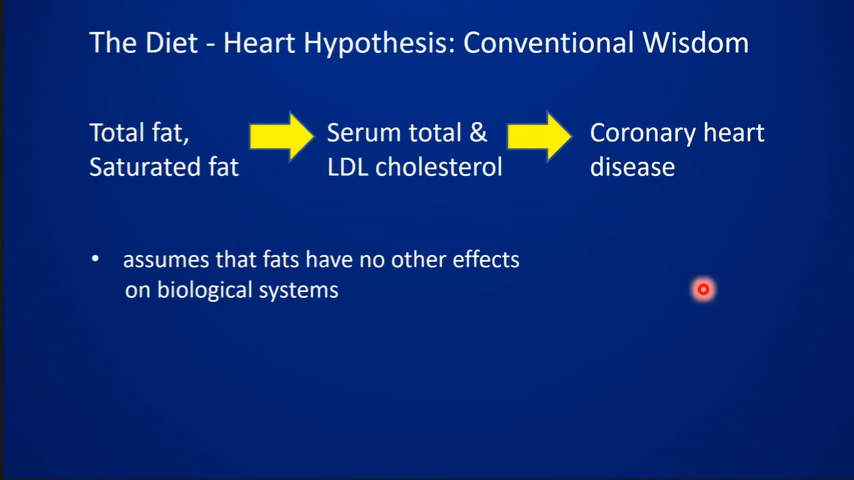 The Diet - Heart Hypothesis: Conventional Wisdom
Total fat,
Saturated fat
Serum total &
LDL cholesterol
Coronary heart
disease
• assumes that fats have no other effects
on biological systems